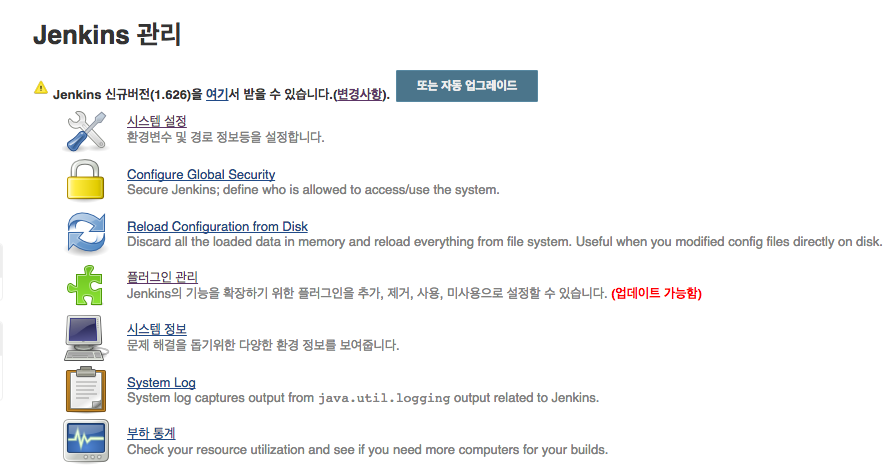 Jenkins 관리
Jenkins 신규버전(1.626)을 여기서 받을 수 있습니다.(변경사항). 또는 자동 업그레이드
시스템 설정
환경변수 및 경로 정보등을 설정합니다.
Configure Global Security
Secure Jenkins; define who is allowed to access/use the system.
Reload Configuration from Disk
Discard all the loaded data in memory and reload everything from file system. Useful when you modified config files directly on disk.
플러그인 관리
Jenkins의 기능을 확장하기 위한 플러그인을 추가, 제거, 사용, 미사용으로 설정할 수 있습니다. (업데이트 가능함)
시스템 정보
문제 해결을 돕기위한 다양한 환경 정보를 보여줍니다.
System Log
System log captures output from java.util.logging output related to Jenkins.
부하 통계
Check your resource utilization and see if you need more computers for your builds.